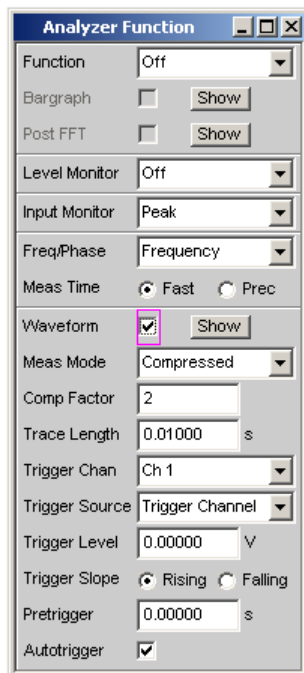 Analyzer Function
Function Off
Bargraph Show
Post FFT Show
Level Monitor Off
Input Monitor Peak
Freq/Phase Frequency
Meas Time Fast Prec
Waveform Show
Meas Mode Compressed
Comp Factor 2
Trace Length 0.01000 s
Trigger Chan Ch 1
Trigger Source Trigger Channel
Trigger Level 0.00000 V
Trigger Slope Rising Falling
Pretrigger 0.00000 s
Autotrigger